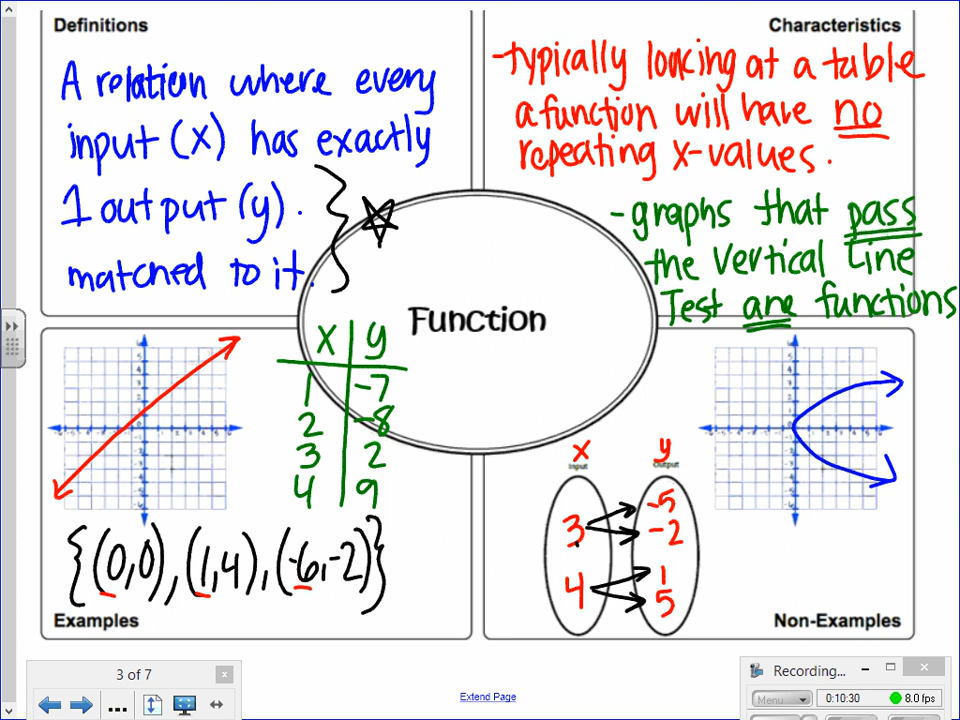 Definitions
A relation where every
input (x) has exactly
1 output (y).
matched to it.
Characteristics
-typically looking at a table
a function will have no
repeating x-values.
-graphs that pass
the Vertical Line
Test are functions
Function
x y
1 -7
2 -8
3 2
4 9
{(0,0),(1,4),(-6,-2)}
Examples
x y
Input Output
3 -5
-2
4 1
5
Non-Examples
3 of 7
Extend Page
Recording...
Menu
0:10:30
8.0 fps